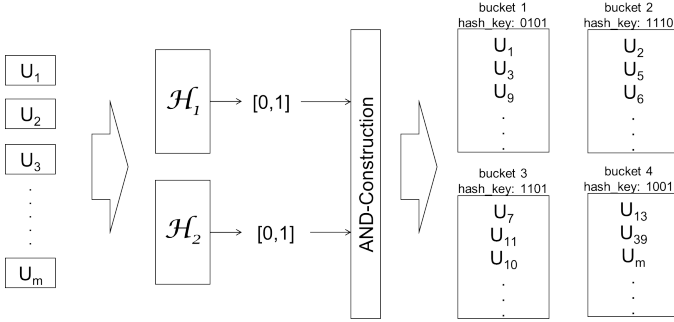 U1
U2
U3
.
.
.
.
.
Um
H1
[0,1]
H2
[0,1]
AND-Construction
bucket 1
hash_key: 0101
U1
U3
U9
.
.
.
bucket 2
hash_key: 1110
U2
U5
U6
.
.
.
bucket 3
hash_key: 1101
U7
U11
U10
.
.
.
bucket 4
hash_key: 1001
U13
U39
Um
.
.
.